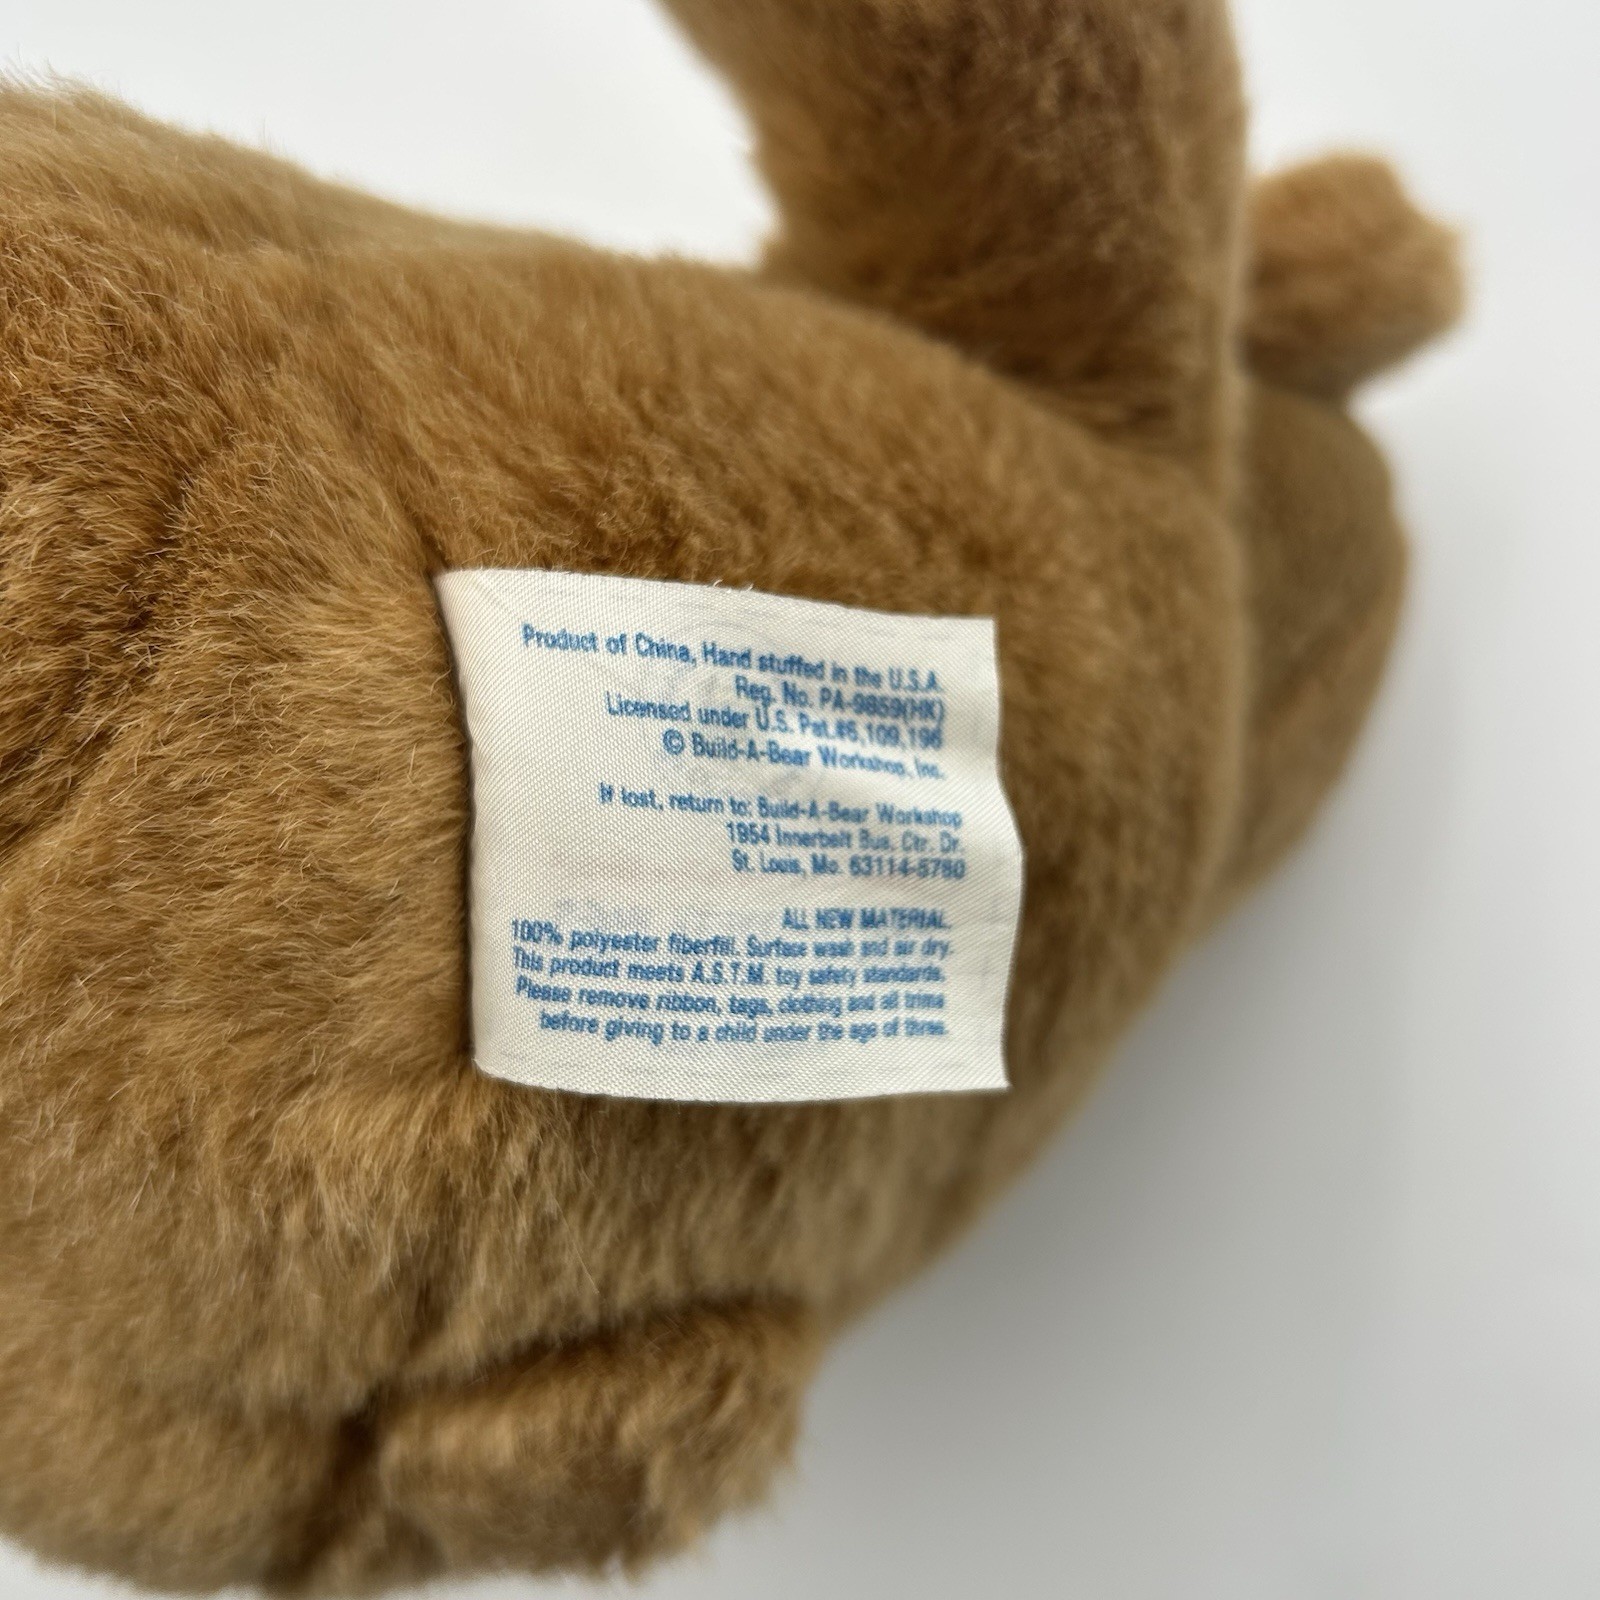 Product of China, Hand stuffed in the U.S.A.
Reg. No. PA-9859(HK)
Licensed under U.S. Pat.#6,109,196
© Build-A-Bear Workshop, Inc.
If lost, return to: Build-A-Bear Workshop
1954 Innerbelt Bus. Ctr. Dr.
St. Louis, Mo. 63114-5760
ALL NEW MATERIAL.
100% polyester fiberfill. Surface wash and air dry.
This product meets A.S.T.M. toy safety standards.
Please remove ribbon, tags, clothing and all trims
before giving to a child under the age of three.